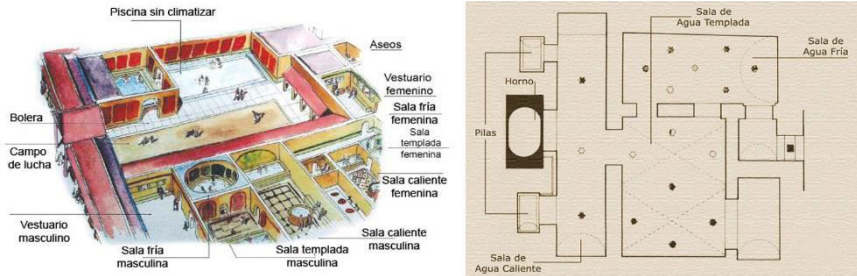 Piscina sin climatizar
Aseos
Vestuario
femenino
Sala fría
femenina
Sala
templada
femenina
Sala caliente
femenina
Bolera
Campo
de lucha
Vestuario
masculino
Sala fría
masculina
Sala templada
masculina
Sala caliente
masculina
Sala de
Agua Templada
Sala de
Agua Fría
Horno
Pilas
Sala de
Agua Caliente